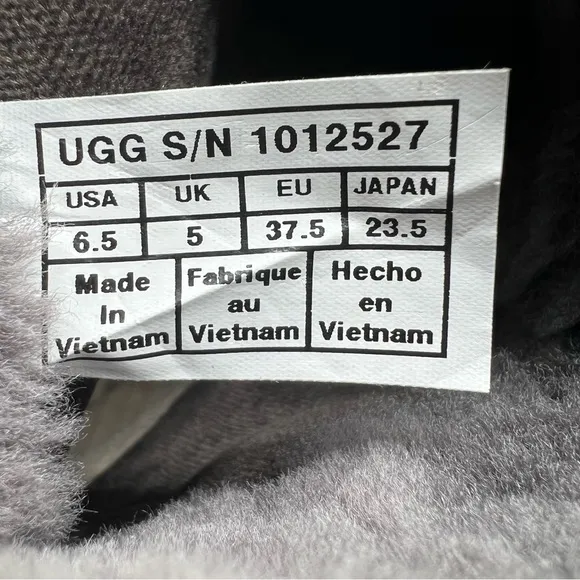 UGG S/N 1012527
USA UK EU JAPAN
6.5 5 37.5 23.5
Made Fabrique Hecho
In au en
Vietnam Vietnam Vietnam